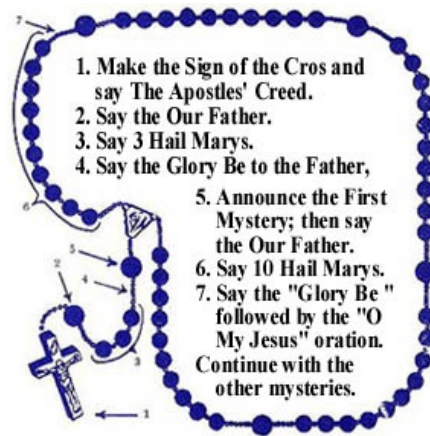 1. Make the Sign of the Cros and
say The Apostles' Creed.
2. Say the Our Father.
3. Say 3 Hail Marys.
4. Say the Glory Be to the Father,
5. Announce the First
Mystery; then say
the Our Father.
6. Say 10 Hail Marys.
7. Say the "Glory Be "
followed by the "O
My Jesus" oration.
Continue with the
other mysteries.
7
6
5
4
2
3
1